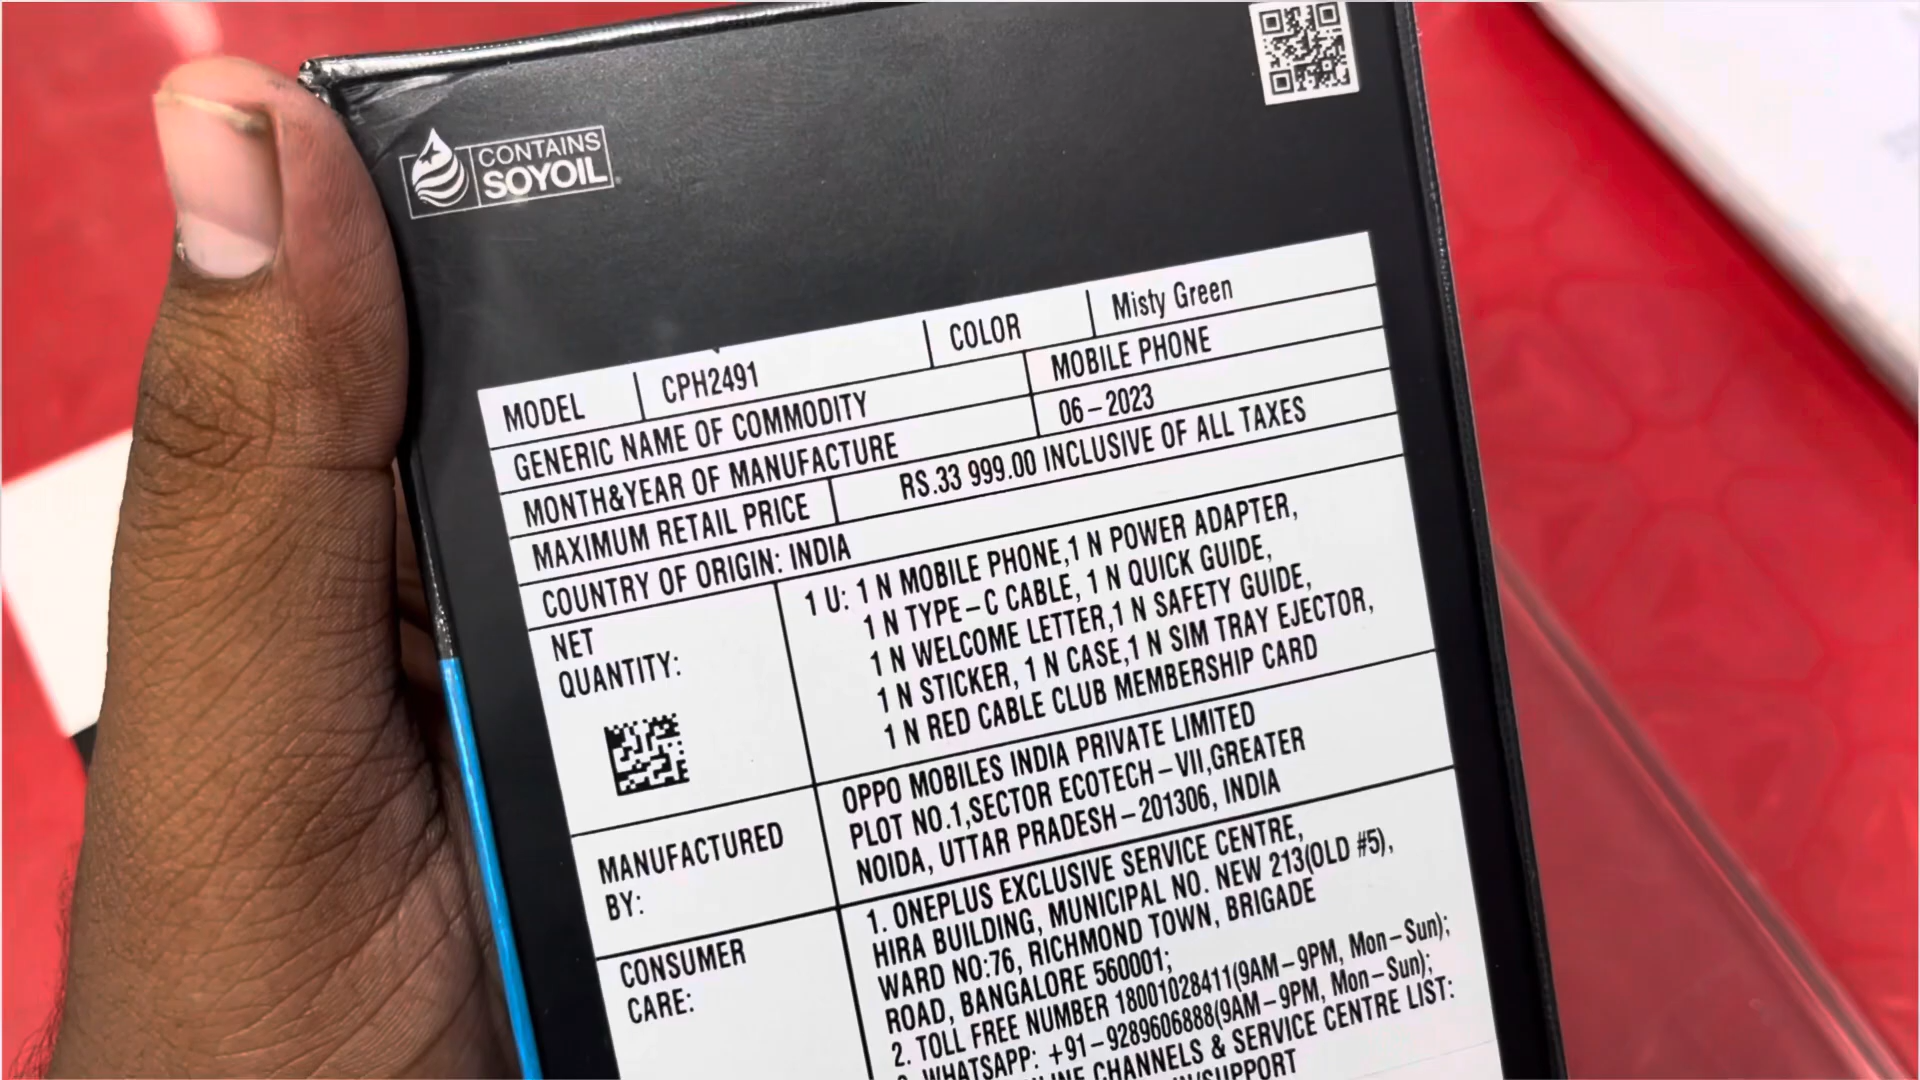 CONTAINS
SOYOIL
MODEL CPH2491 COLOR Misty Green
GENERIC NAME OF COMMODITY MOBILE PHONE
MONTH&YEAR OF MANUFACTURE 06-2023
MAXIMUM RETAIL PRICE RS.33 999.00 INCLUSIVE OF ALL TAXES
COUNTRY OF ORIGIN: INDIA
NET
QUANTITY:
1 U: 1 N MOBILE PHONE,1 N POWER ADAPTER,
1 N TYPE-C CABLE, 1 N QUICK GUIDE,
1 N WELCOME LETTER,1 N SAFETY GUIDE,
1 N STICKER, 1 N CASE,1 N SIM TRAY EJECTOR,
1 N RED CABLE CLUB MEMBERSHIP CARD
MANUFACTURED
BY:
OPPO MOBILES INDIA PRIVATE LIMITED
PLOT NO.1,SECTOR ECOTECH-VII,GREATER
NOIDA, UTTAR PRADESH-201306, INDIA
CONSUMER
CARE:
1. ONEPLUS EXCLUSIVE SERVICE CENTRE,
HIRA BUILDING, MUNICIPAL NO. NEW 213(OLD #5),
WARD NO:76, RICHMOND TOWN, BRIGADE
ROAD, BANGALORE 560001;
2. TOLL FREE NUMBER 18001028411(9AM-9PM, Mon-Sun);
WHATSAPP: +91-9289606888(9AM-9PM, Mon-Sun);
CHANNELS & SERVICE CENTRE LIST:
/SUPPORT